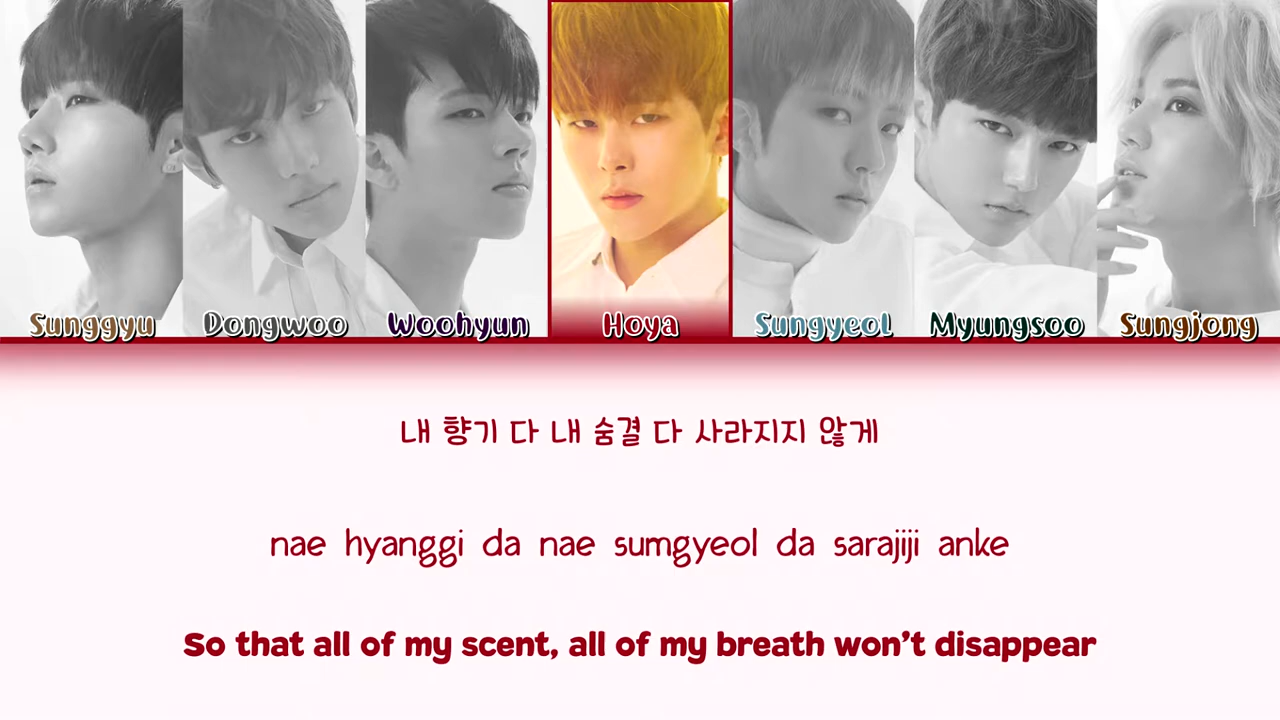 Sunggyu Dongwoo Woohyun Hoya Sungyeol Myungsoo Sungjong
내 향기 다 내 숨결 다 사라지지 않게
nae hyanggi da nae sumgyeol da sarajiji anke
So that all of my scent, all of my breath won't disappear